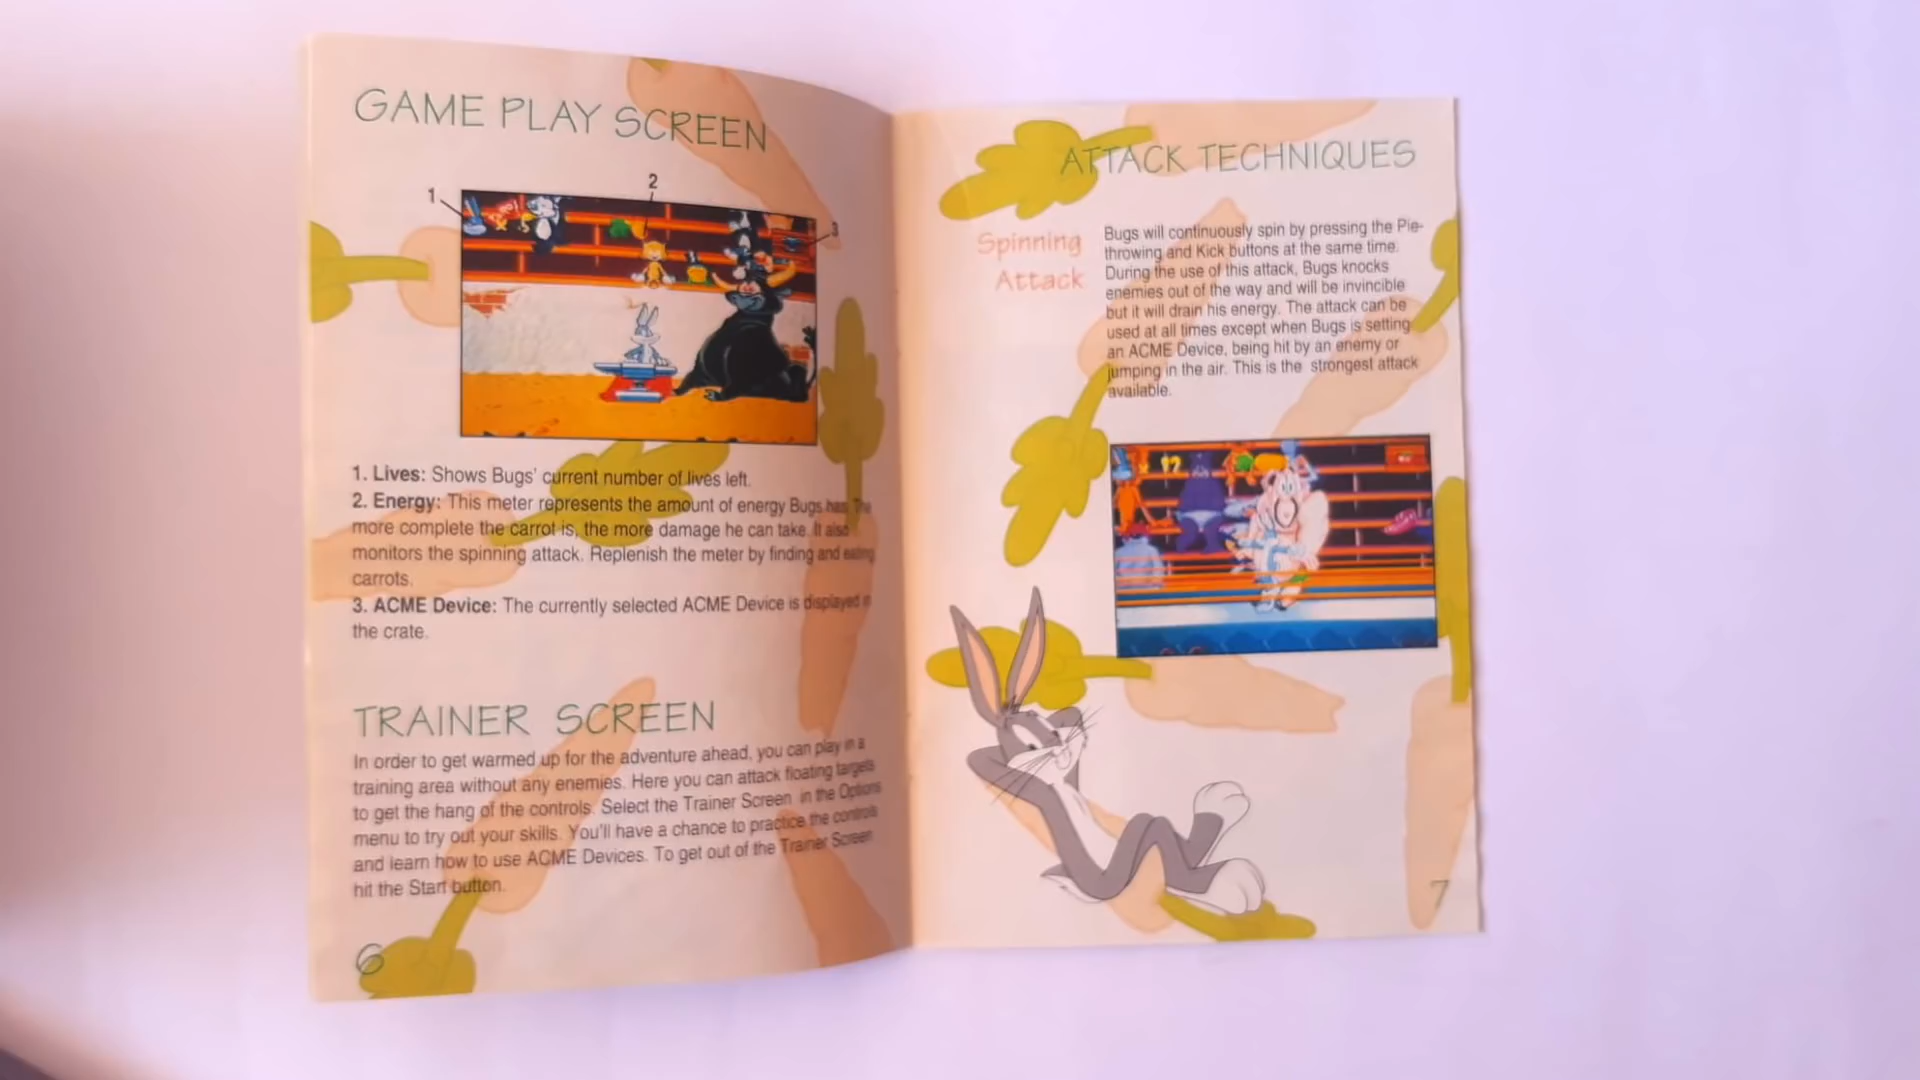 GAME PLAY SCREEN
1
2
3
1. Lives: Shows Bugs' current number of lives left.
2. Energy: This meter represents the amount of energy Bugs has. The
more complete the carrot is, the more damage he can take. It also
monitors the spinning attack. Replenish the meter by finding and eating
carrots.
3. ACME Device: The currently selected ACME Device is displayed in
the crate.
TRAINER SCREEN
In order to get warmed up for the adventure ahead, you can play in a
training area without any enemies. Here you can attack floating targets
to get the hang of the controls. Select the Trainer Screen in the Options
menu to try out your skills. You'll have a chance to practice the controls
and learn how to use ACME Devices. To get out of the Trainer Screen
hit the Start button.
6
ATTACK TECHNIQUES
Spinning
Attack
Bugs will continuously spin by pressing the Pie-
throwing and Kick buttons at the same time.
During the use of this attack, Bugs knocks
enemies out of the way and will be invincible
but it will drain his energy. The attack can be
used at all times except when Bugs is setting
an ACME Device, being hit by an enemy or
jumping in the air. This is the strongest attack
available.
7